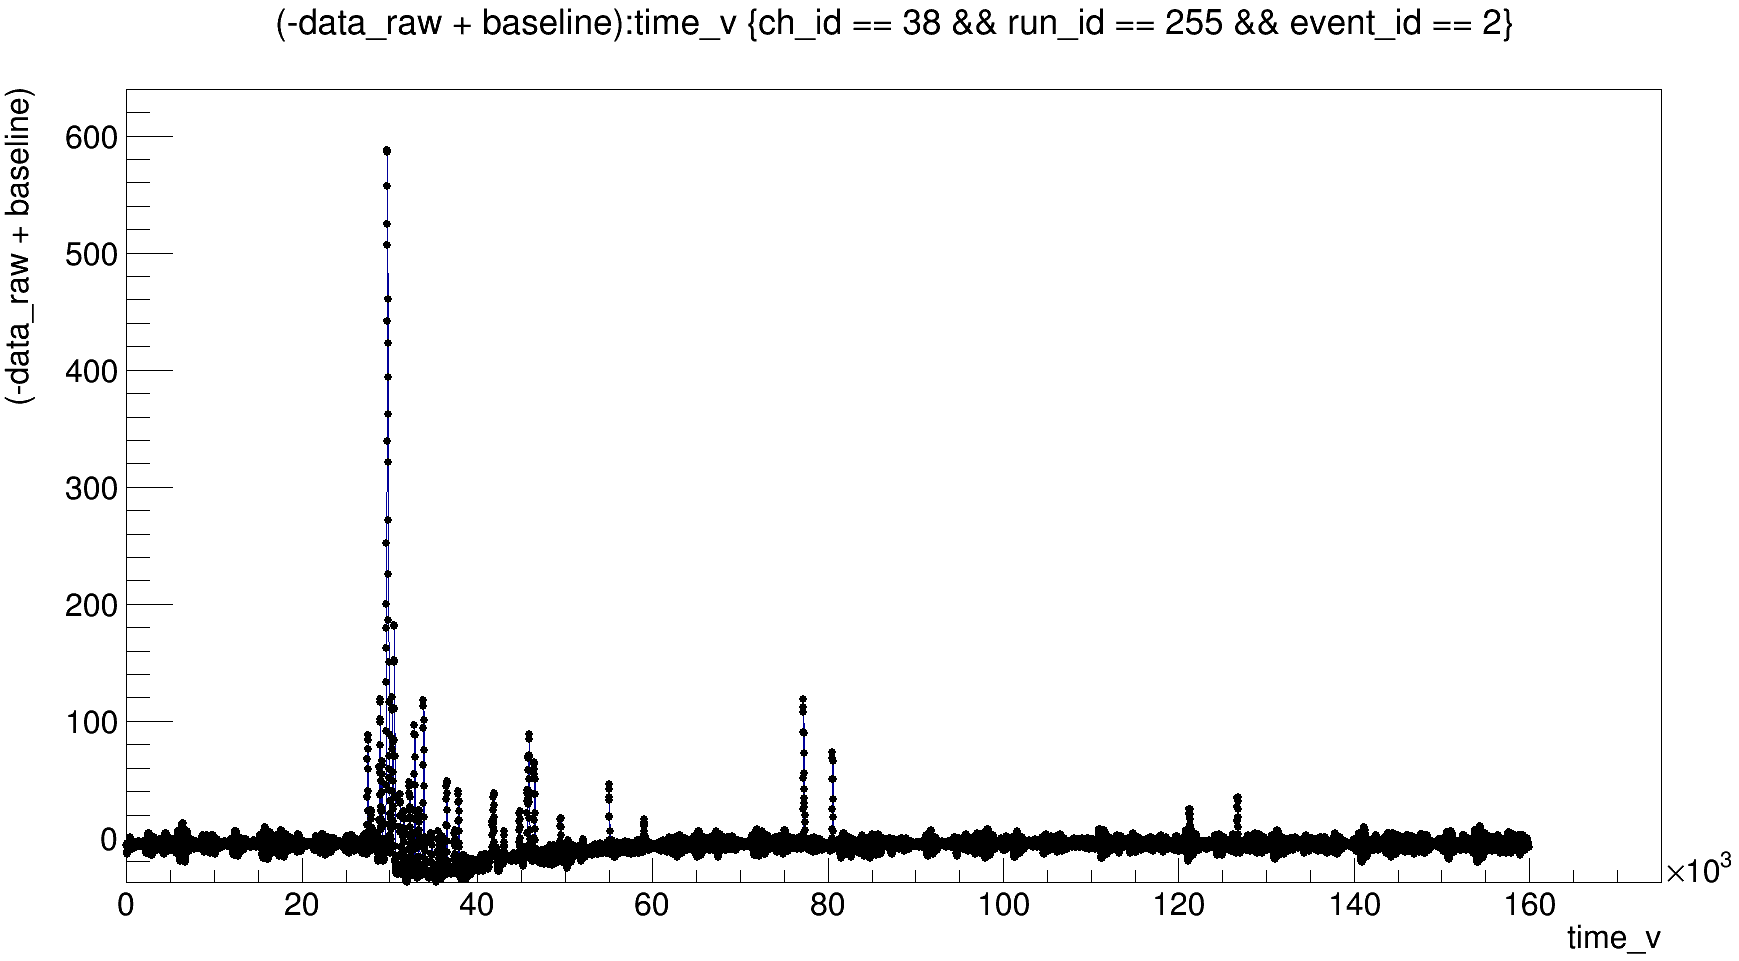 (-data_raw + baseline):time_v {ch_id == 38 && run_id == 255 && event_id == 2}
(-data_raw + baseline)
600
500
400
300
200
100
0
0 20 40 60 80 100 120 140 160
×10³
time_v